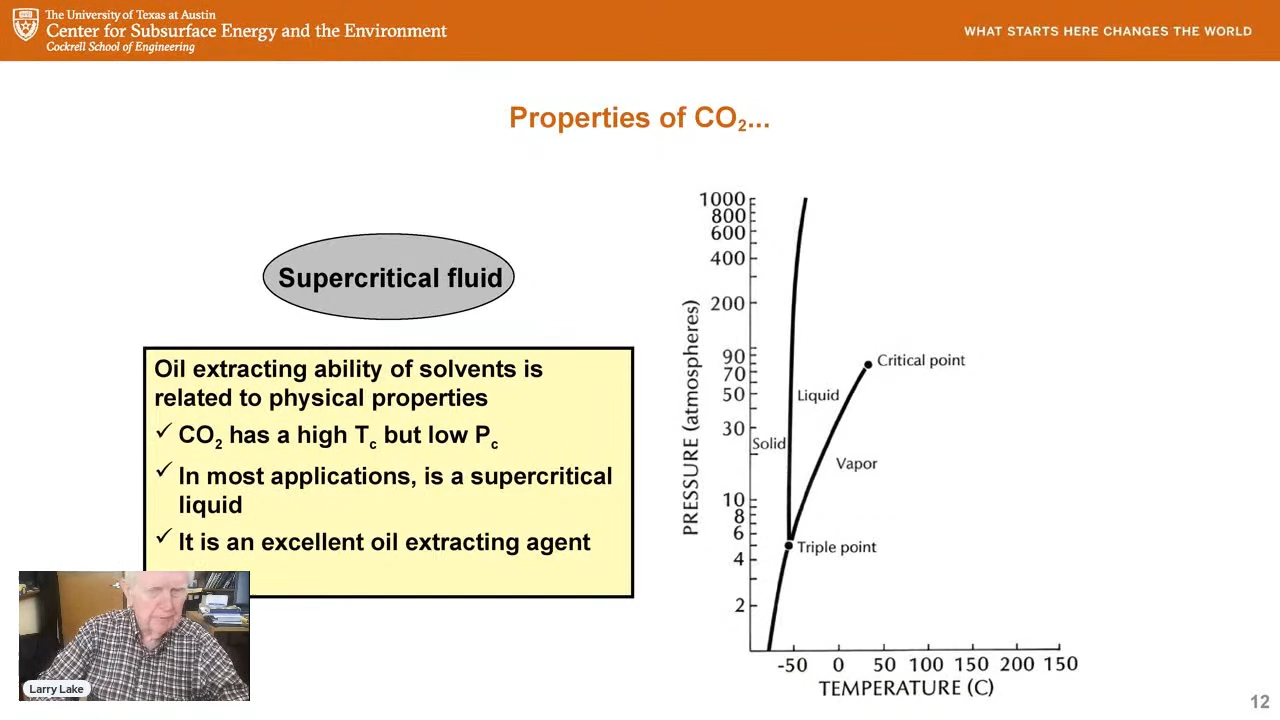 The University of Texas at Austin
Center for Subsurface Energy and the Environment
Cockrell School of Engineering
WHAT STARTS HERE CHANGES THE WORLD
Properties of CO₂...
Supercritical fluid
Oil extracting ability of solvents is
related to physical properties
✓ CO₂ has a high Tc but low Pc
✓ In most applications, is a supercritical
liquid
✓ It is an excellent oil extracting agent
PRESSURE (atmospheres)
1000
800
600
400
200
90
70
50
30
10
8
6
4
2
Critical point
Liquid
Solid
Vapor
Triple point
-50 0 50 100 150 200 150
TEMPERATURE (C)
Larry Lake
12